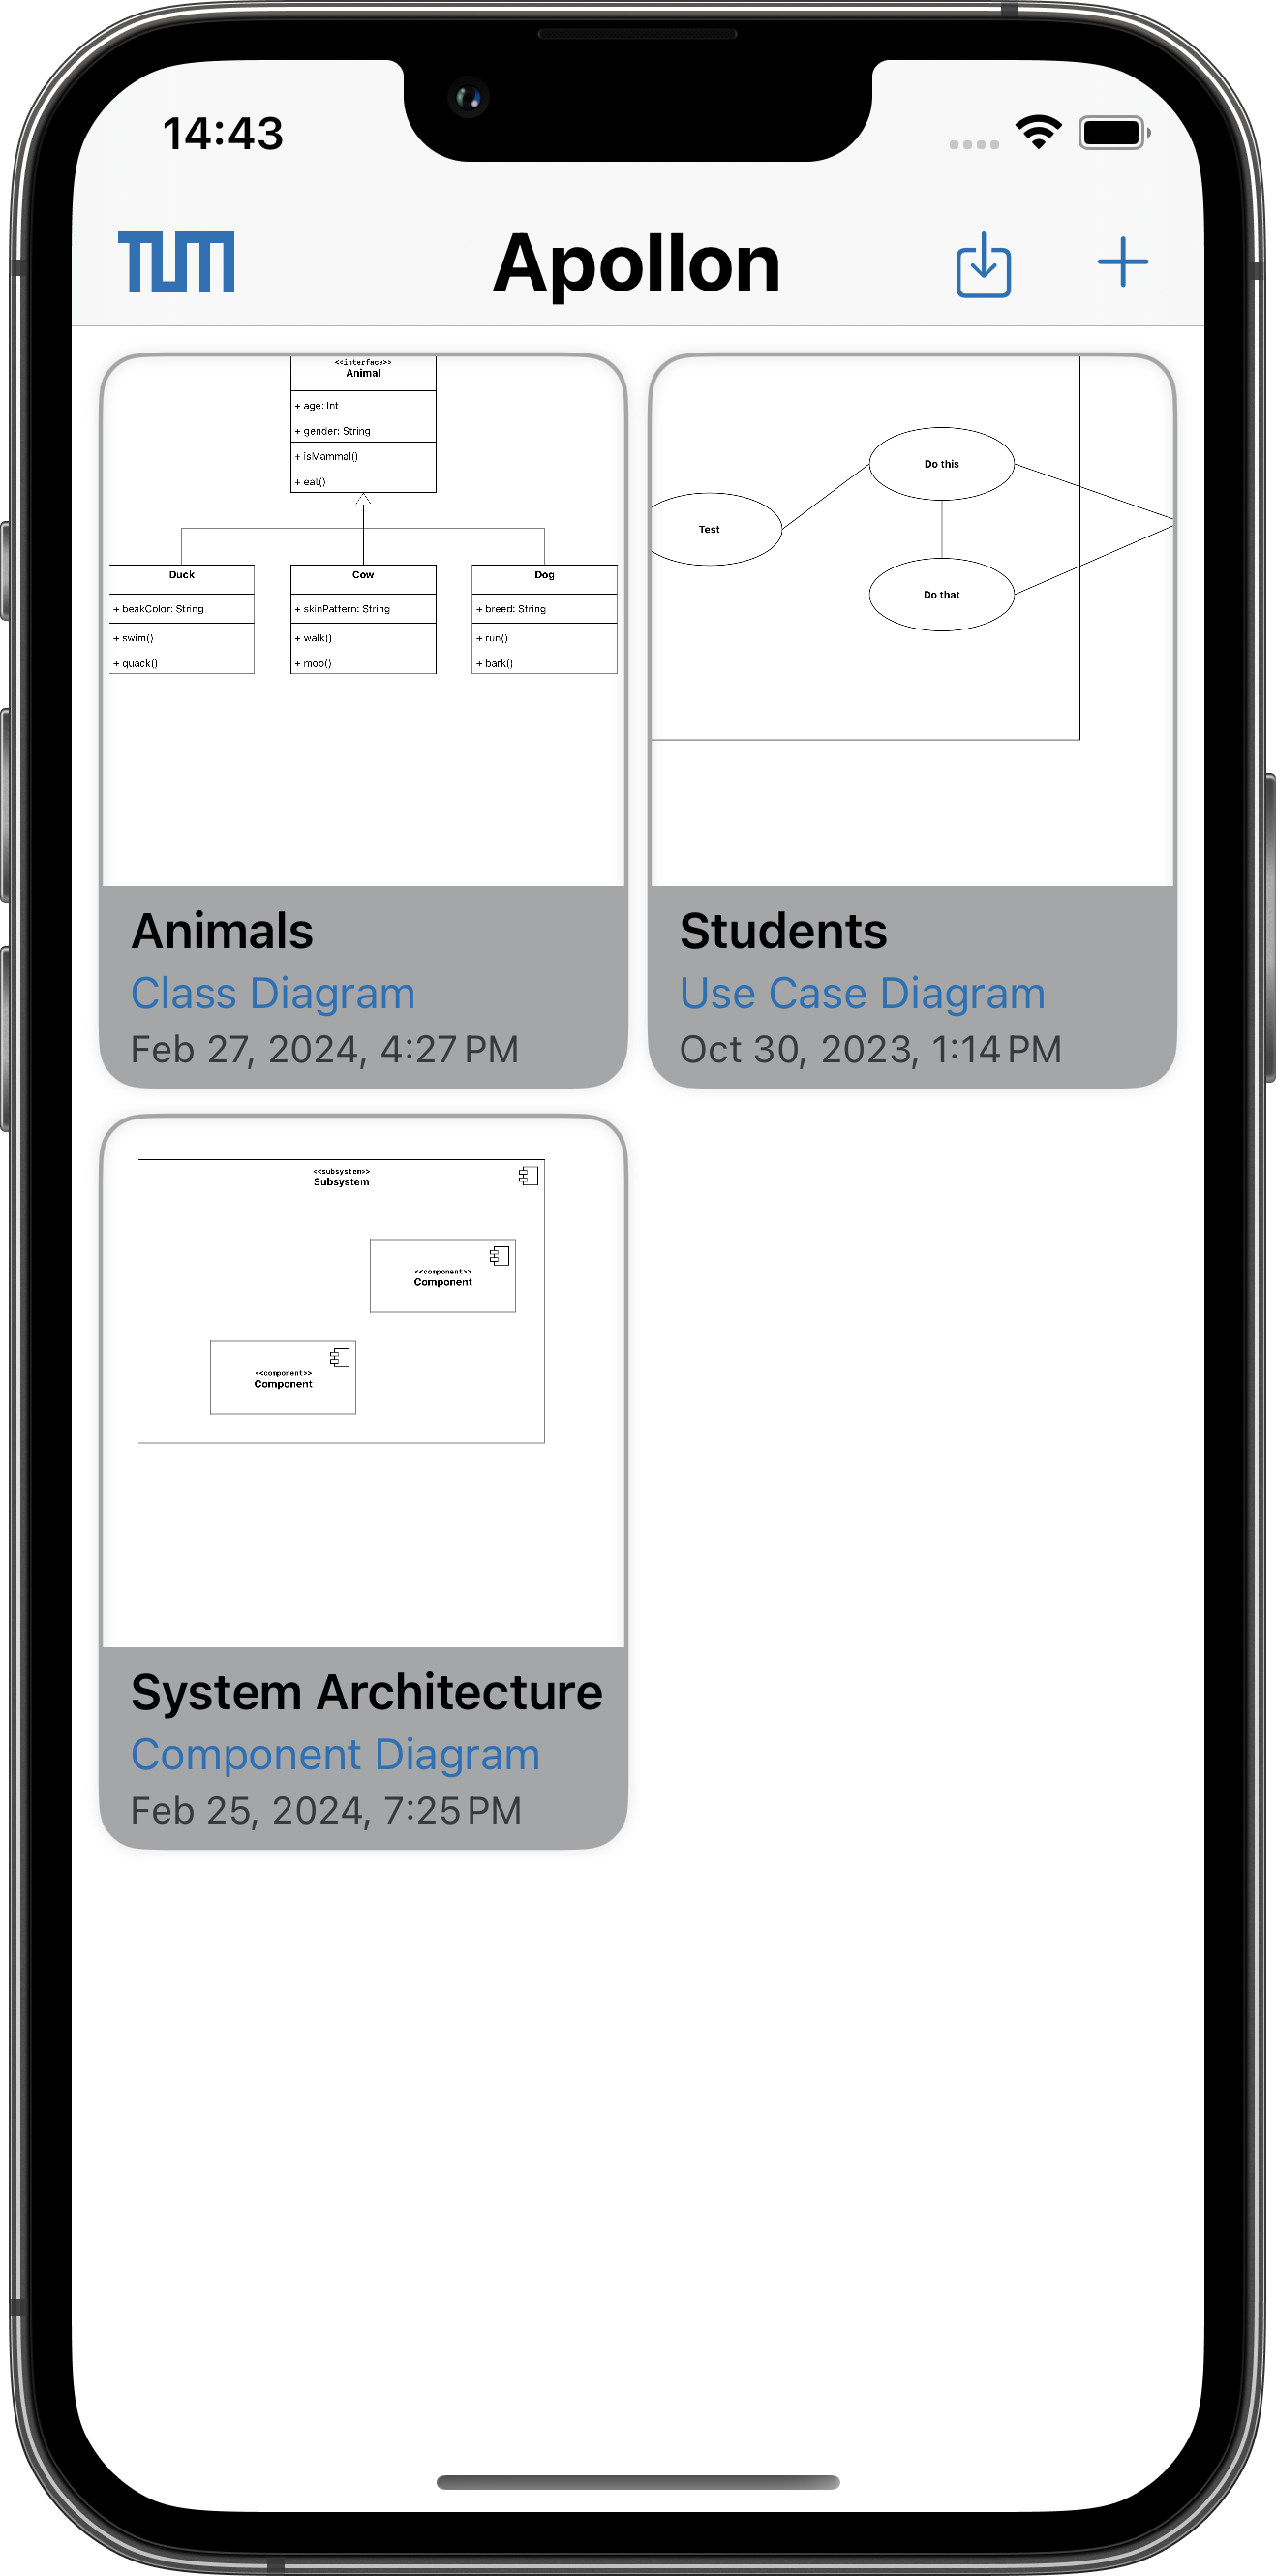 14:43
TUM
Apollon
<<interface>>
Animal
+ age: Int
+ gender: String
+ isMammal()
+ eat()
Duck
+ beakColor: String
+ swim()
+ quack()
Cow
+ skinPattern: String
+ walk()
+ moo()
Dog
+ breed: String
+ run()
+ bark()
Animals
Class Diagram
Feb 27, 2024, 4:27 PM
Test
Do this
Do that
Students
Use Case Diagram
Oct 30, 2023, 1:14 PM
<<subsystem>>
Subsystem
<<component>>
Component
<<component>>
Component
System Architecture
Component Diagram
Feb 25, 2024, 7:25 PM